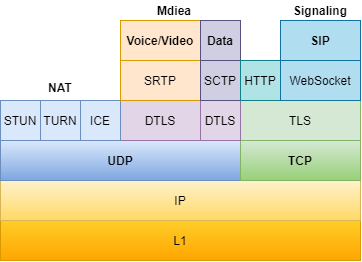 Mdiea Signaling
Voice/Video Data SIP
SRTP SCTP HTTP WebSocket
NAT
STUN TURN ICE DTLS DTLS TLS
UDP TCP
IP
L1